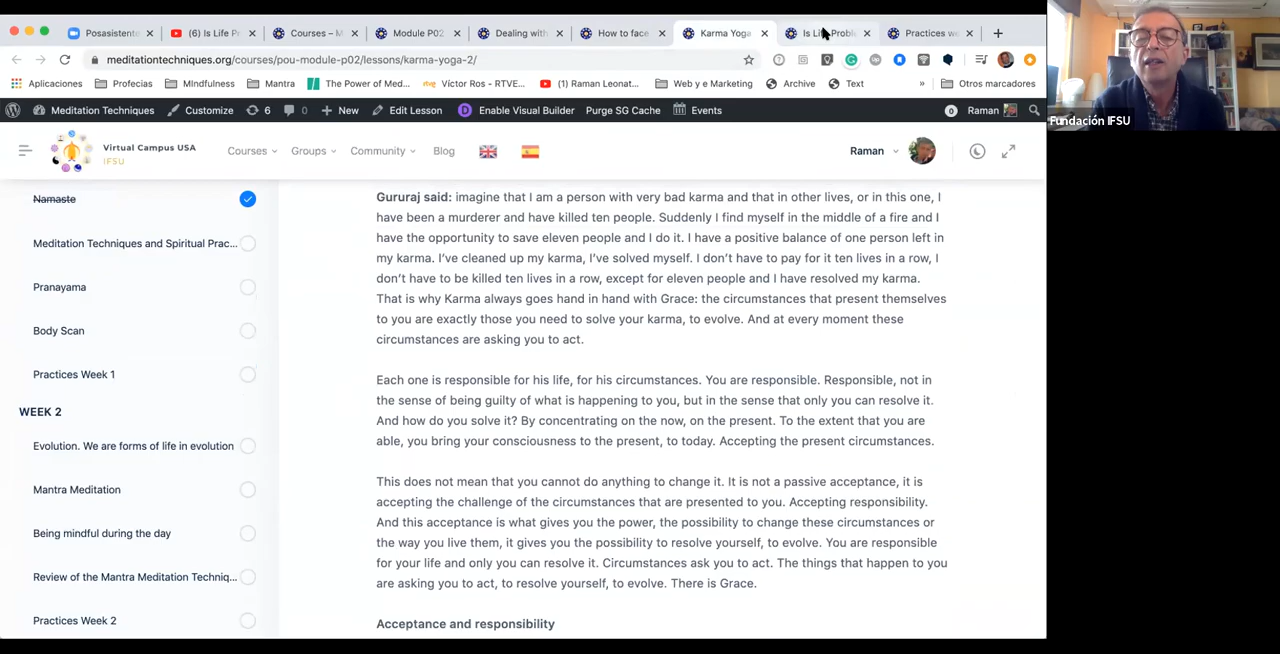 Posasistente
(6) Is Life P
Courses – M
Module P02
Dealing with
How to face
Karma Yoga
Is Life Proble
Practices we
meditationtechniques.org/courses/pou-module-p02/lessons/karma-yoga-2/
Aplicaciones
Profecias
Mindfulness
Mantra
The Power of Med...
Víctor Ros - RTVE...
(1) Raman Leonat...
Web y e Marketing
Archive
Text
»
Otros marcadores
Meditation Techniques
Customize
6
0
New
Edit Lesson
Enable Visual Builder
Purge SG Cache
Events
0
Raman
Fundación IFSU
Virtual Campus USA
IFSU
Courses
Groups
Community
Blog
Raman
Namaste
Meditation Techniques and Spiritual Prac...
Pranayama
Body Scan
Practices Week 1
WEEK 2
Evolution. We are forms of life in evolution
Mantra Meditation
Being mindful during the day
Review of the Mantra Meditation Techniq...
Practices Week 2
Gururaj said: imagine that I am a person with very bad karma and that in other lives, or in this one, I
have been a murderer and have killed ten people. Suddenly I find myself in the middle of a fire and I
have the opportunity to save eleven people and I do it. I have a positive balance of one person left in
my karma. I've cleaned up my karma, I've solved myself. I don't have to pay for it ten lives in a row, I
don't have to be killed ten lives in a row, except for eleven people and I have resolved my karma.
That is why Karma always goes hand in hand with Grace: the circumstances that present themselves
to you are exactly those you need to solve your karma, to evolve. And at every moment these
circumstances are asking you to act.
Each one is responsible for his life, for his circumstances. You are responsible. Responsible, not in
the sense of being guilty of what is happening to you, but in the sense that only you can resolve it.
And how do you solve it? By concentrating on the now, on the present. To the extent that you are
able, you bring your consciousness to the present, to today. Accepting the present circumstances.
This does not mean that you cannot do anything to change it. It is not a passive acceptance, it is
accepting the challenge of the circumstances that are presented to you. Accepting responsibility.
And this acceptance is what gives you the power, the possibility to change these circumstances or
the way you live them, it gives you the possibility to resolve yourself, to evolve. You are responsible
for your life and only you can resolve it. Circumstances ask you to act. The things that happen to you
are asking you to act, to resolve yourself, to evolve. There is Grace.
Acceptance and responsibility